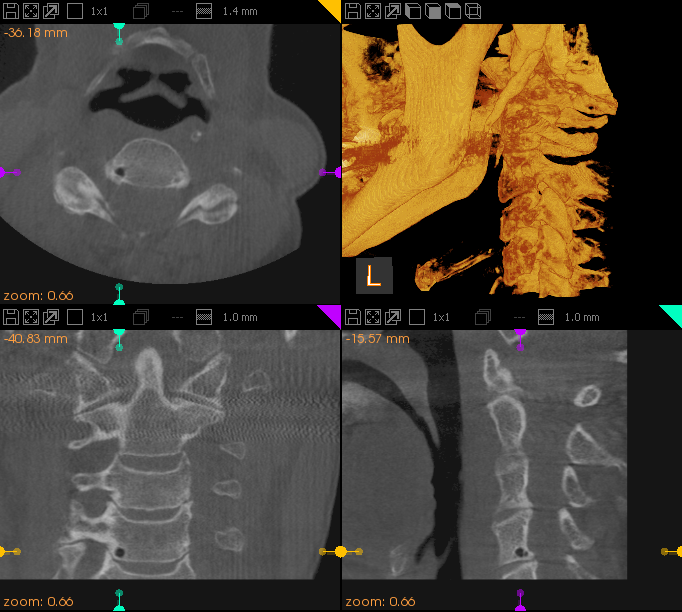 1x1 --- 1.4 mm
-36.18 mm
zoom: 0.66
L
1x1 --- 1.0 mm
-40.83 mm
zoom: 0.66
1x1 --- 1.0 mm
-15.57 mm
zoom: 0.66